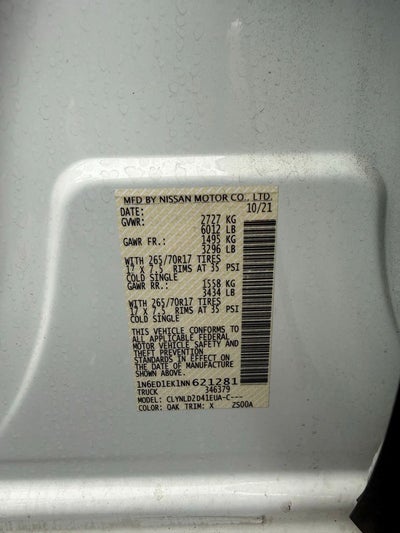 MFD BY NISSAN MOTOR CO., LTD.
DATE: 10/21
GVWR: 2727 KG
6012 LB
GAWR FR.: 1495 KG
3296 LB
WITH 265/70R17 TIRES
17 X 7.5 RIMS AT 35 PSI
COLD SINGLE
GAWR RR.: 1558 KG
3434 LB
WITH 265/70R17 TIRES
17 X 7.5 RIMS AT 35 PSI
COLD SINGLE
THIS VEHICLE CONFORMS TO
ALL APPLICABLE FEDERAL
MOTOR VEHICLE SAFETY AND
THEFT PREVENTION
STANDARDS IN EFFECT ON
THE DATE OF MANUFACTURE
SHOWN ABOVE.
1N6ED1EK1NN621281
TRUCK 346379
MODEL: CLYNLD2D41EUA-C---
COLOR: QAK TRIM: X ZS00A